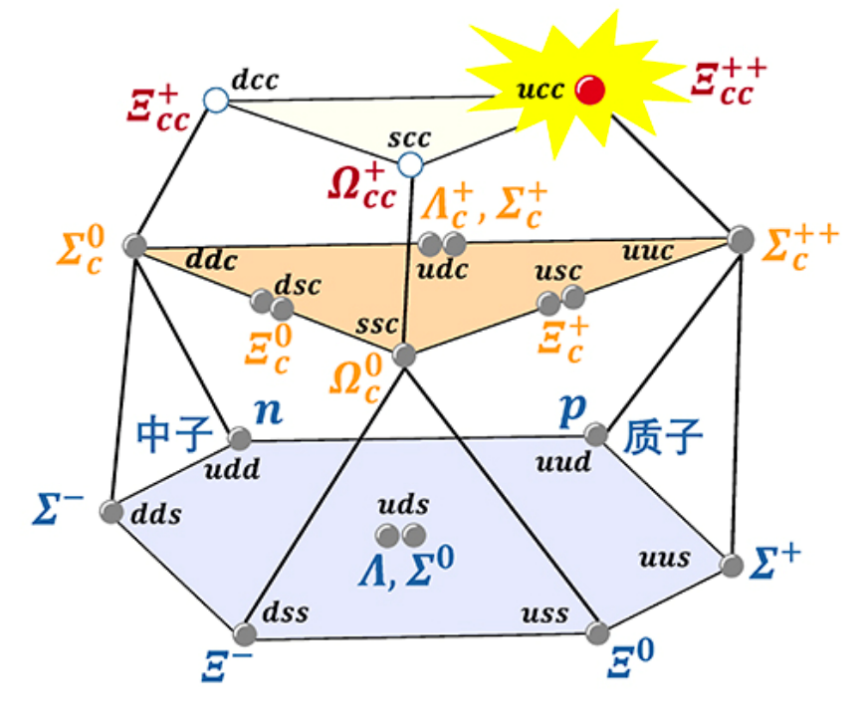 dcc
ucc
Ξcc++
Ξcc+
scc
Ωcc+
Λc+, Σc+
Σc0
ddc
udc
uuc
Σc++
dsc
usc
Ξc0
ssc
Ξc+
Ωc0
中子
n
p
质子
udd
uud
Σ−
dds
uds
Λ, Σ0
uus
Σ+
dss
uss
Ξ−
Ξ0